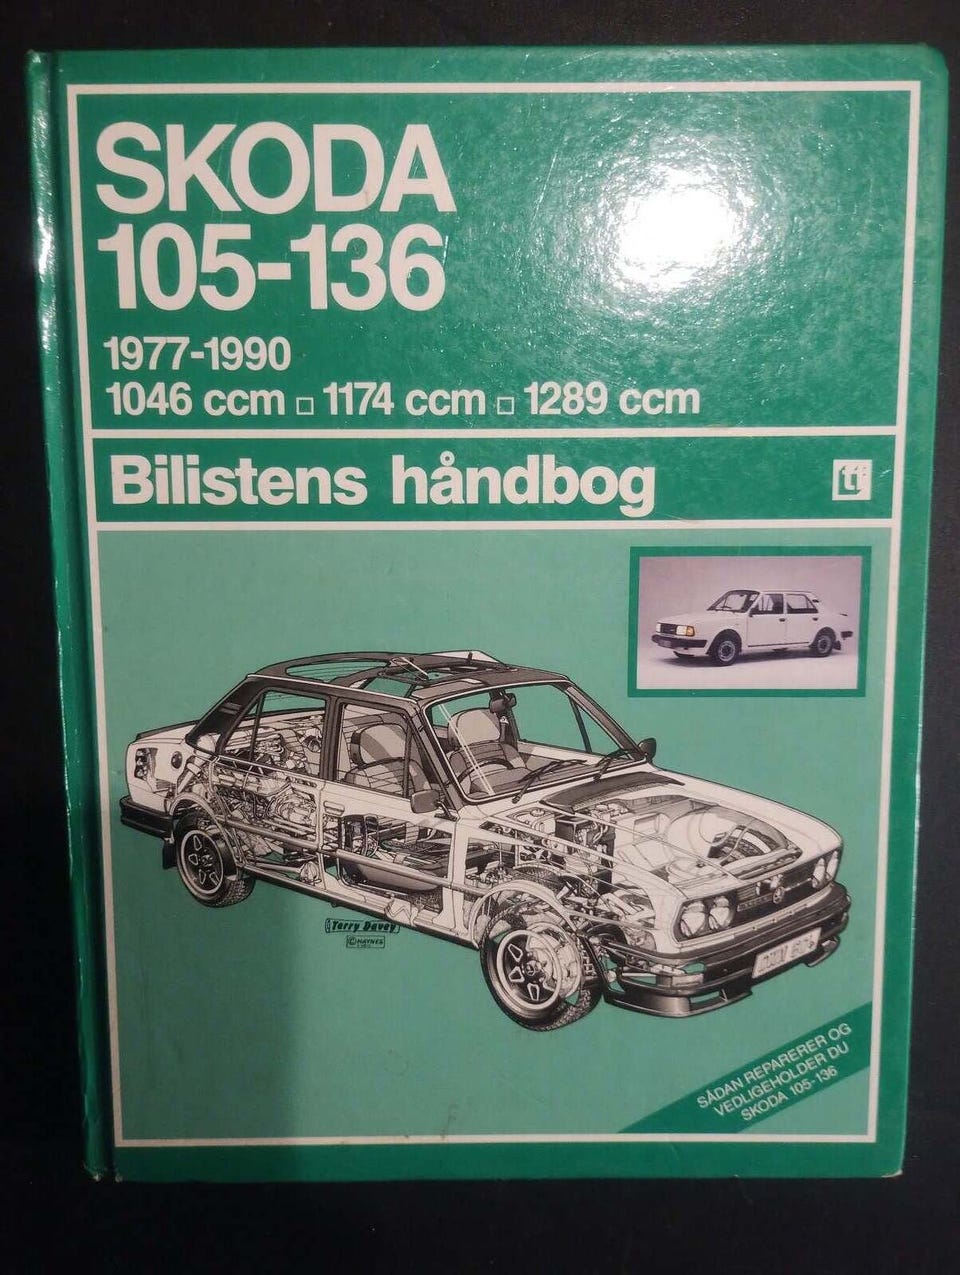 SKODA
105-136
1977-1990
1046 ccm □ 1174 ccm □ 1289 ccm
Bilistens håndbog
Terry Davey
© HAYNES
SÅDAN REPARERER OG
VEDLIGEHOLDER DU
SKODA 105-136